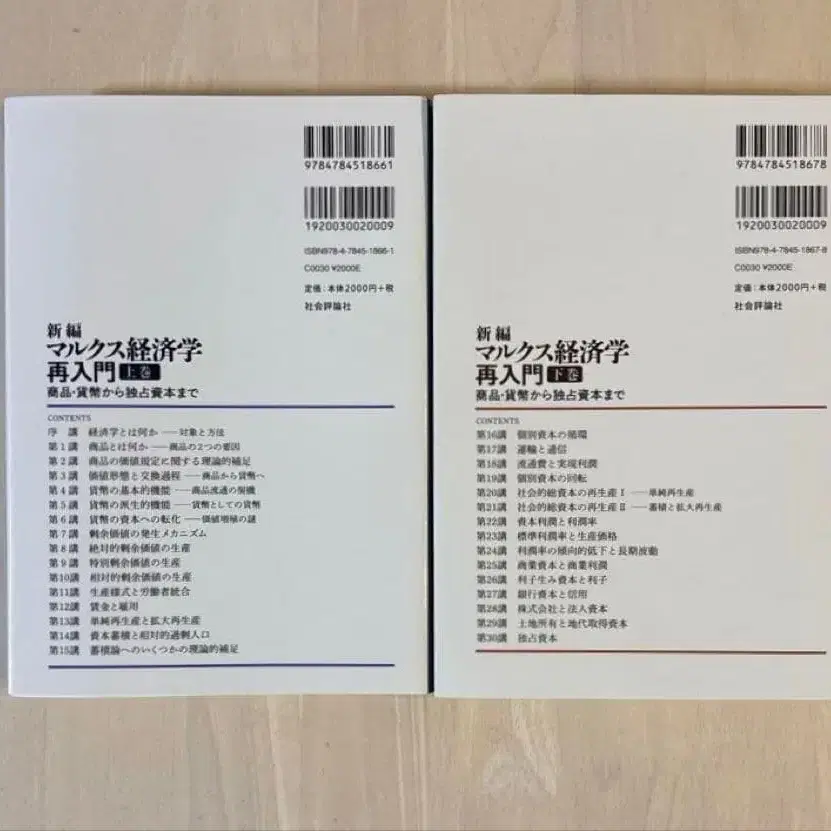 9784784518661
1920030020009
ISBN978-4-7845-1866-1
C0030 ¥2000E
定価:本体2000円+税
社会評論社
新編
マルクス経済学
再入門 上巻
商品・貨幣から独占資本まで
CONTENTS
序 講 経済学とは何か ──対象と方法
第1講 商品とは何か ──商品の2つの要因
第2講 商品の価値規定に関する理論的補足
第3講 価値形態と交換過程 ──商品から貨幣へ
第4講 貨幣の基本的機能 ──商品流通の契機
第5講 貨幣の派生的機能 ──貨幣としての貨幣
第6講 貨幣の資本への転化 ──価値増殖の謎
第7講 剰余価値の発生メカニズム
第8講 絶対的剰余価値の生産
第9講 特別剰余価値の生産
第10講 相対的剰余価値の生産
第11講 生産様式と労働者統合
第12講 賃金と雇用
第13講 単純再生産と拡大再生産
第14講 資本蓄積と相対的過剰人口
第15講 蓄積論へのいくつかの理論的補足
9784784518678
1920030020009
ISBN978-4-7845-1867-8
C0030 ¥2000E
定価:本体2000円+税
社会評論社
新編
マルクス経済学
再入門 下巻
商品・貨幣から独占資本まで
CONTENTS
第16講 個別資本の循環
第17講 運輸と通信
第18講 流通費と実現利潤
第19講 個別資本の回転
第20講 社会的総資本の再生産Ⅰ ──単純再生産
第21講 社会的総資本の再生産Ⅱ ──蓄積と拡大再生産
第22講 資本利潤と利潤率
第23講 標準利潤率と生産価格
第24講 利潤率の傾向的低下と長期波動
第25講 商業資本と商業利潤
第26講 利子生み資本と利子
第27講 銀行資本と信用
第28講 株式会社と法人資本
第29講 土地所有と地代取得資本
第30講 独占資本